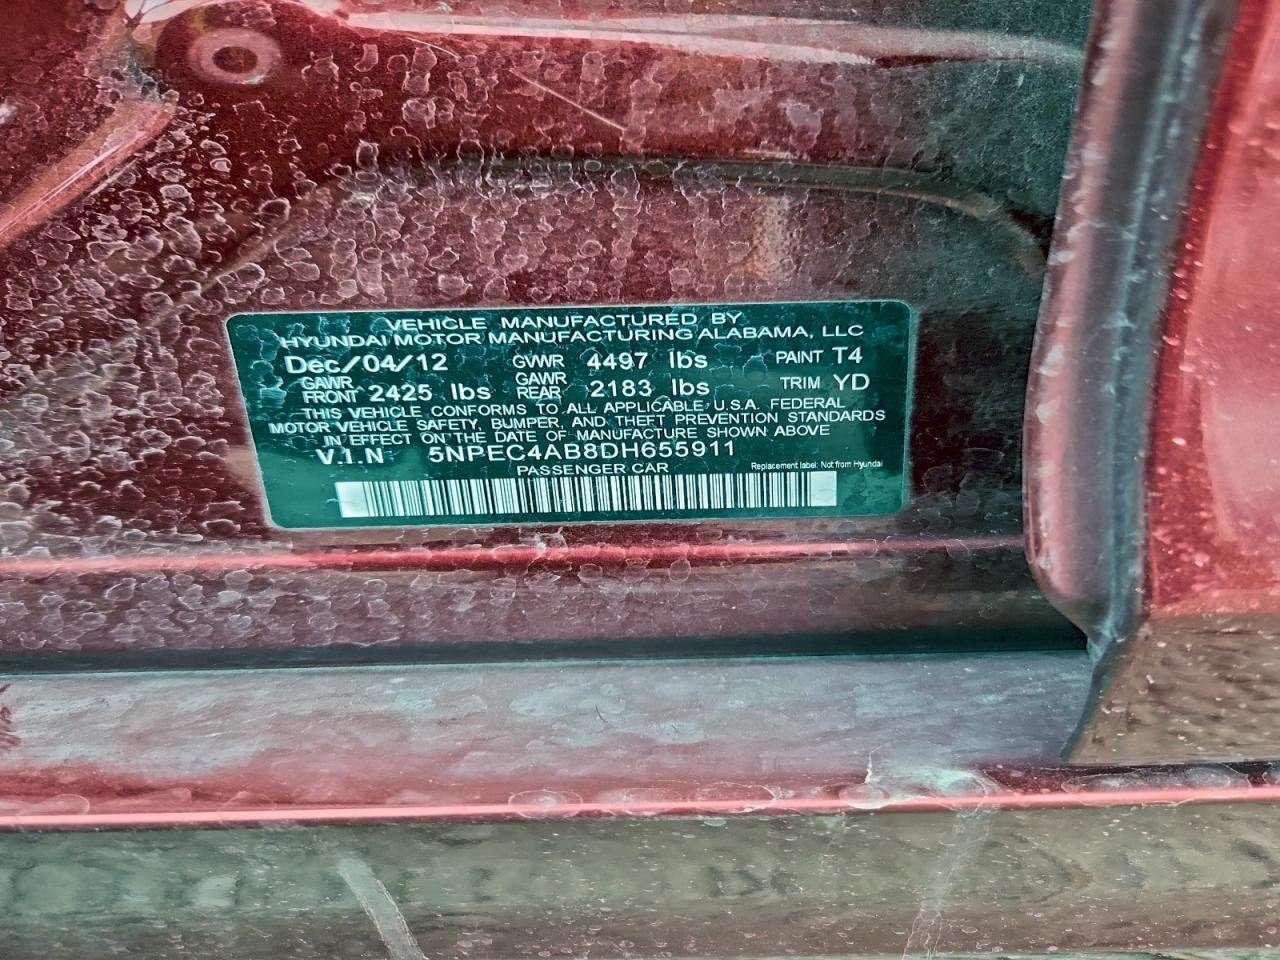 VEHICLE MANUFACTURED BY
HYUNDAI MOTOR MANUFACTURING ALABAMA, LLC
Dec/04/12 GVWR 4497 lbs PAINT T4
GAWR FRONT 2425 lbs GAWR REAR 2183 lbs TRIM YD
THIS VEHICLE CONFORMS TO ALL APPLICABLE U.S.A. FEDERAL
MOTOR VEHICLE SAFETY, BUMPER, AND THEFT PREVENTION STANDARDS
IN EFFECT ON THE DATE OF MANUFACTURE SHOWN ABOVE
V.I.N 5NPEC4AB8DH655911
PASSENGER CAR Replacement label: Not from Hyundai